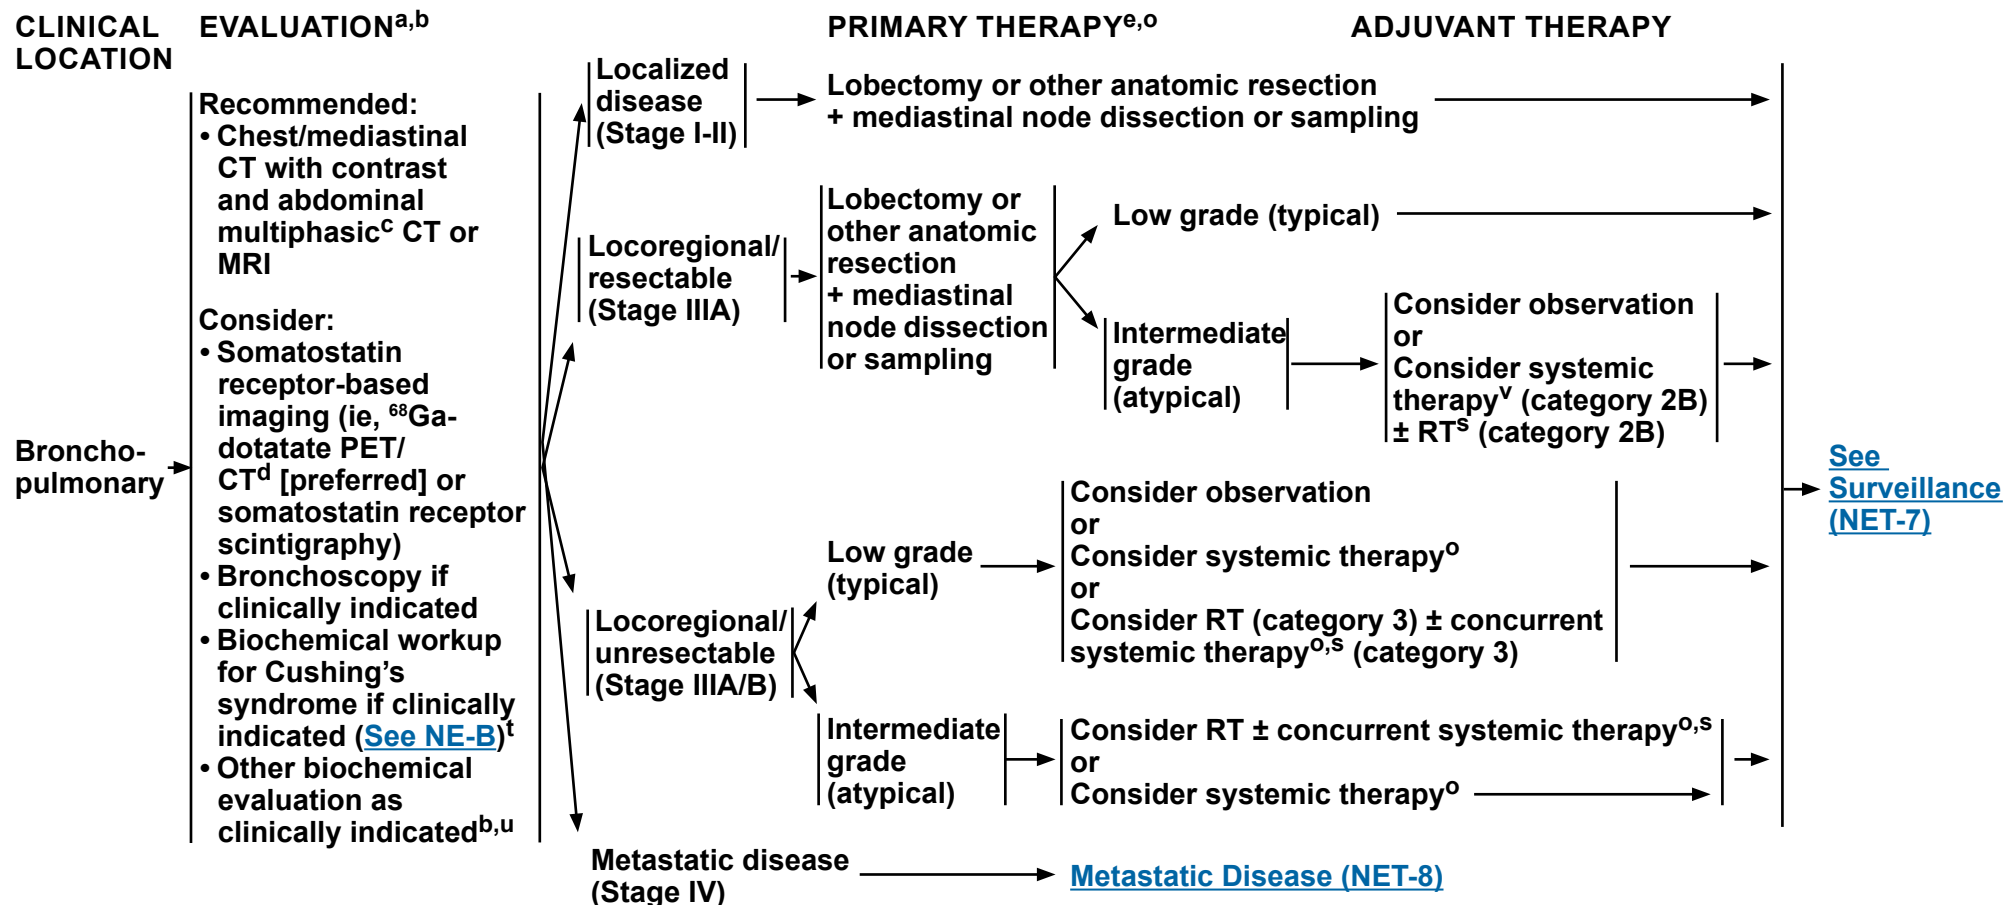 CLINICAL
LOCATION
EVALUATIONa,b
PRIMARY THERAPYe,o
ADJUVANT THERAPY
Broncho-
pulmonary
Recommended:
• Chest/mediastinal
CT with contrast
and abdominal
multiphasicc CT or
MRI
Consider:
• Somatostatin
receptor-based
imaging (ie, 68Ga-
dotatate PET/
CTd [preferred] or
somatostatin receptor
scintigraphy)
• Bronchoscopy if
clinically indicated
• Biochemical workup
for Cushing’s
syndrome if clinically
indicated (See NE-B)t
• Other biochemical
evaluation as
clinically indicatedb,u
Localized
disease
(Stage I-II)
Lobectomy or other anatomic resection
+ mediastinal node dissection or sampling
Locoregional/
resectable
(Stage IIIA)
Lobectomy or
other anatomic
resection
+ mediastinal
node dissection
or sampling
Low grade (typical)
Intermediate
grade
(atypical)
Consider observation
or
Consider systemic
therapyv (category 2B)
± RTs (category 2B)
Locoregional/
unresectable
(Stage IIIA/B)
Low grade
(typical)
Consider observation
or
Consider systemic therapyo
or
Consider RT (category 3) ± concurrent
systemic therapyo,s (category 3)
Intermediate
grade
(atypical)
Consider RT ± concurrent systemic therapyo,s
or
Consider systemic therapyo
Metastatic disease
(Stage IV)
Metastatic Disease (NET-8)
See
Surveillance
(NET-7)